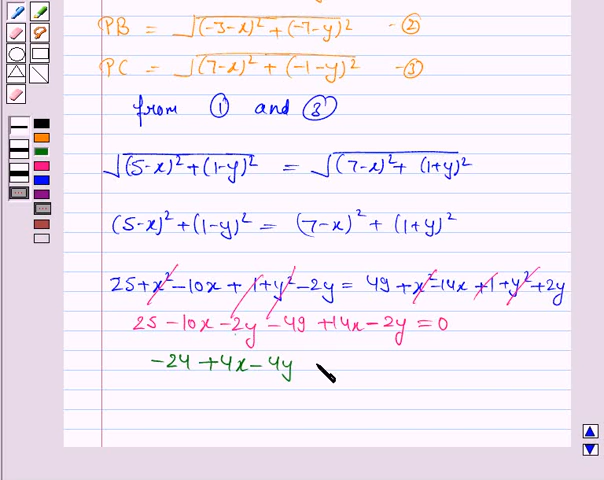 PB = √(-3-x)² + (-7-y)² -②
PC = √(7-x)² + (-1-y)² -③
from ① and ③
√(5-x)² + (1-y)² = √(7-x)² + (1+y)²
(5-x)² + (1-y)² = (7-x)² + (1+y)²
25 + x² - 10x + 1 + y² - 2y = 49 + x² - 14x + 1 + y² + 2y
25 - 10x - 2y - 49 + 14x - 2y = 0
-24 + 4x - 4y